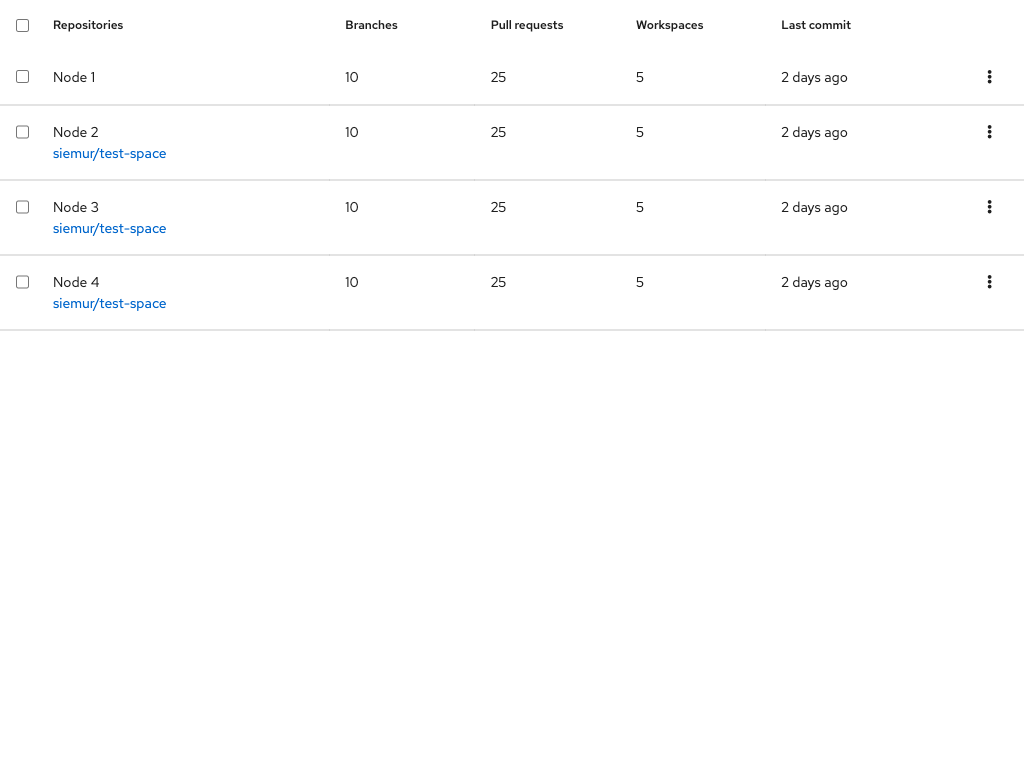 Repositories Branches Pull requests Workspaces Last commit
Node 1 10 25 5 2 days ago
Node 2 10 25 5 2 days ago
siemur/test-space
Node 3 10 25 5 2 days ago
siemur/test-space
Node 4 10 25 5 2 days ago
siemur/test-space